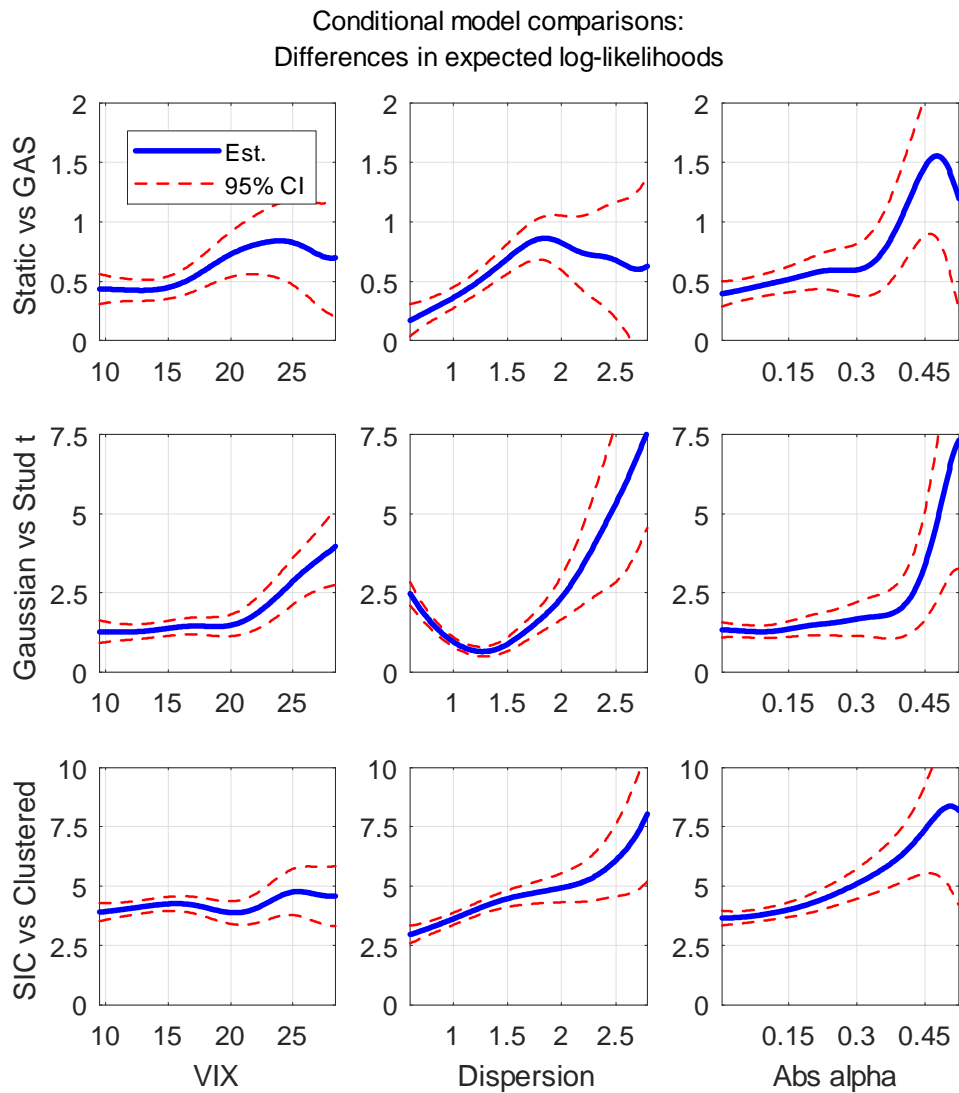 Conditional model comparisons:
Differences in expected log-likelihoods
Static vs GAS
2
1.5
1
0.5
0
Est.
95% CI
10 15 20 25
2
1.5
1
0.5
0
1 1.5 2 2.5
2
1.5
1
0.5
0
0.15 0.3 0.45
Gaussian vs Stud t
7.5
5
2.5
0
10 15 20 25
7.5
5
2.5
0
1 1.5 2 2.5
7.5
5
2.5
0
0.15 0.3 0.45
SIC vs Clustered
10
7.5
5
2.5
0
10 15 20 25
VIX
10
7.5
5
2.5
0
1 1.5 2 2.5
Dispersion
10
7.5
5
2.5
0
0.15 0.3 0.45
Abs alpha